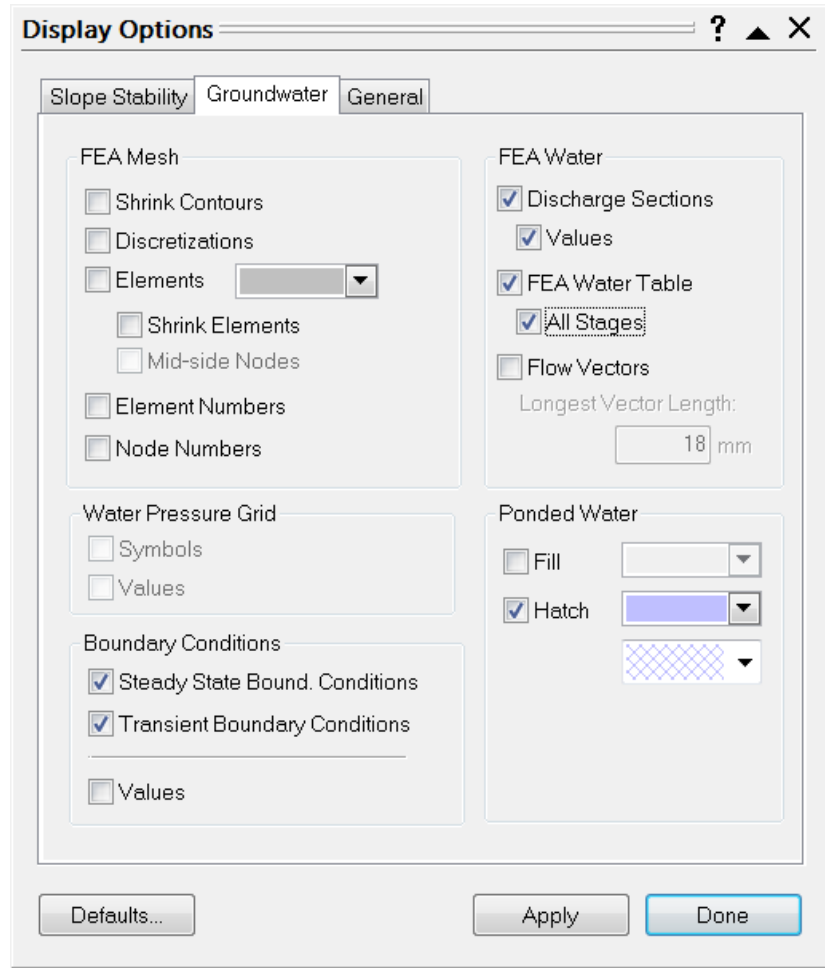 Display Options
?
Slope Stability Groundwater General
FEA Mesh
Shrink Contours
Discretizations
Elements
Shrink Elements
Mid-side Nodes
Element Numbers
Node Numbers
Water Pressure Grid
Symbols
Values
Boundary Conditions
Steady State Bound. Conditions
Transient Boundary Conditions
Values
FEA Water
Discharge Sections
Values
FEA Water Table
All Stages
Flow Vectors
Longest Vector Length:
18 mm
Ponded Water
Fill
Hatch
Defaults... Apply Done